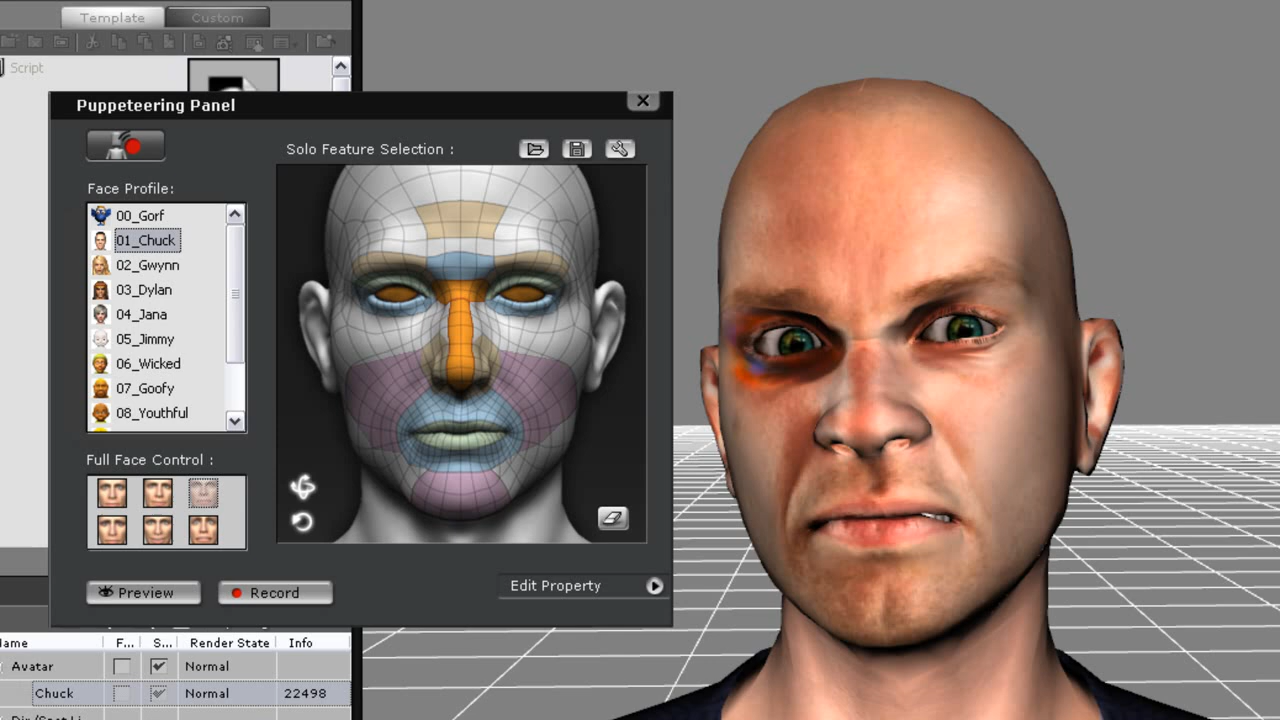 Template Custom
Script
Puppeteering Panel
Solo Feature Selection :
Face Profile:
00_Gorf
01_Chuck
02_Gwynn
03_Dylan
04_Jana
05_Jimmy
06_Wicked
07_Goofy
08_Youthful
Full Face Control :
Edit Property
Preview Record
ame F... S... Render State Info
Avatar Normal
Chuck Normal 22498